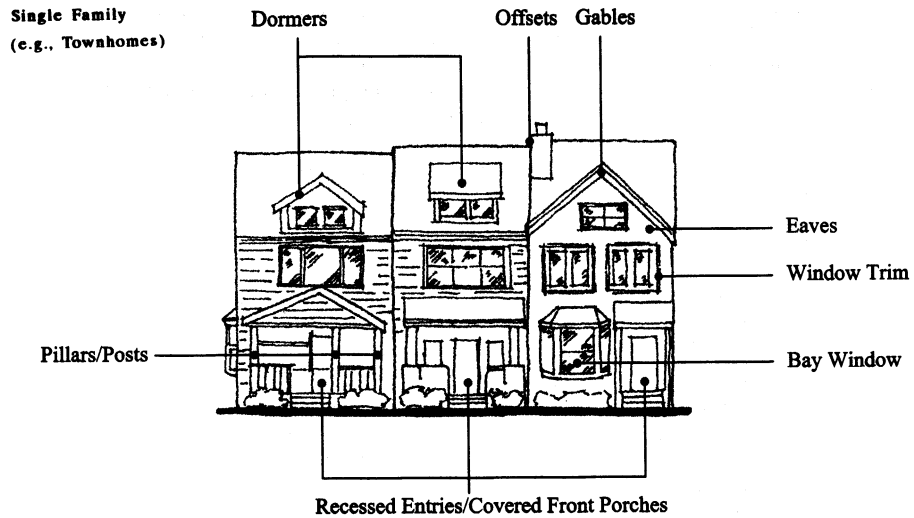 Single Family
(e.g., Townhomes)
Dormers
Offsets
Gables
Eaves
Window Trim
Pillars/Posts
Bay Window
Recessed Entries/Covered Front Porches